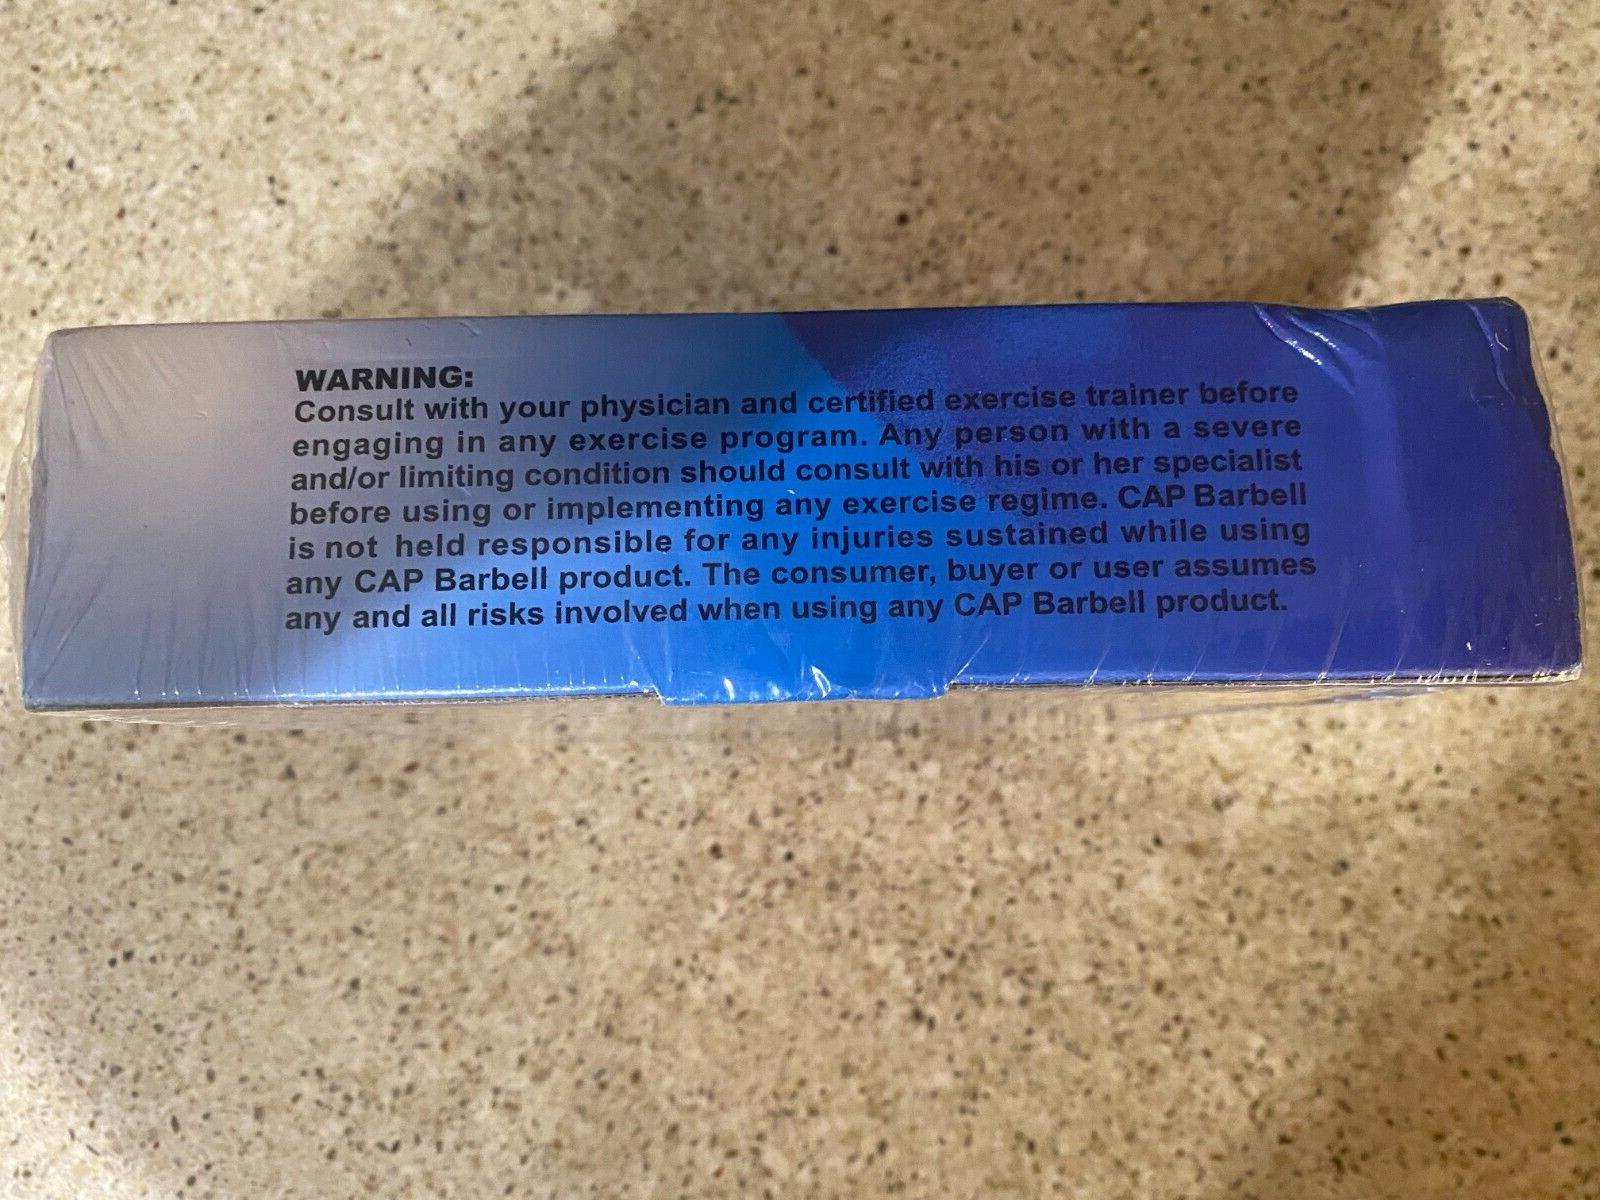 WARNING:
Consult with your physician and certified exercise trainer before
engaging in any exercise program. Any person with a severe
and/or limiting condition should consult with his or her specialist
before using or implementing any exercise regime. CAP Barbell
is not held responsible for any injuries sustained while using
any CAP Barbell product. The consumer, buyer or user assumes
any and all risks involved when using any CAP Barbell product.